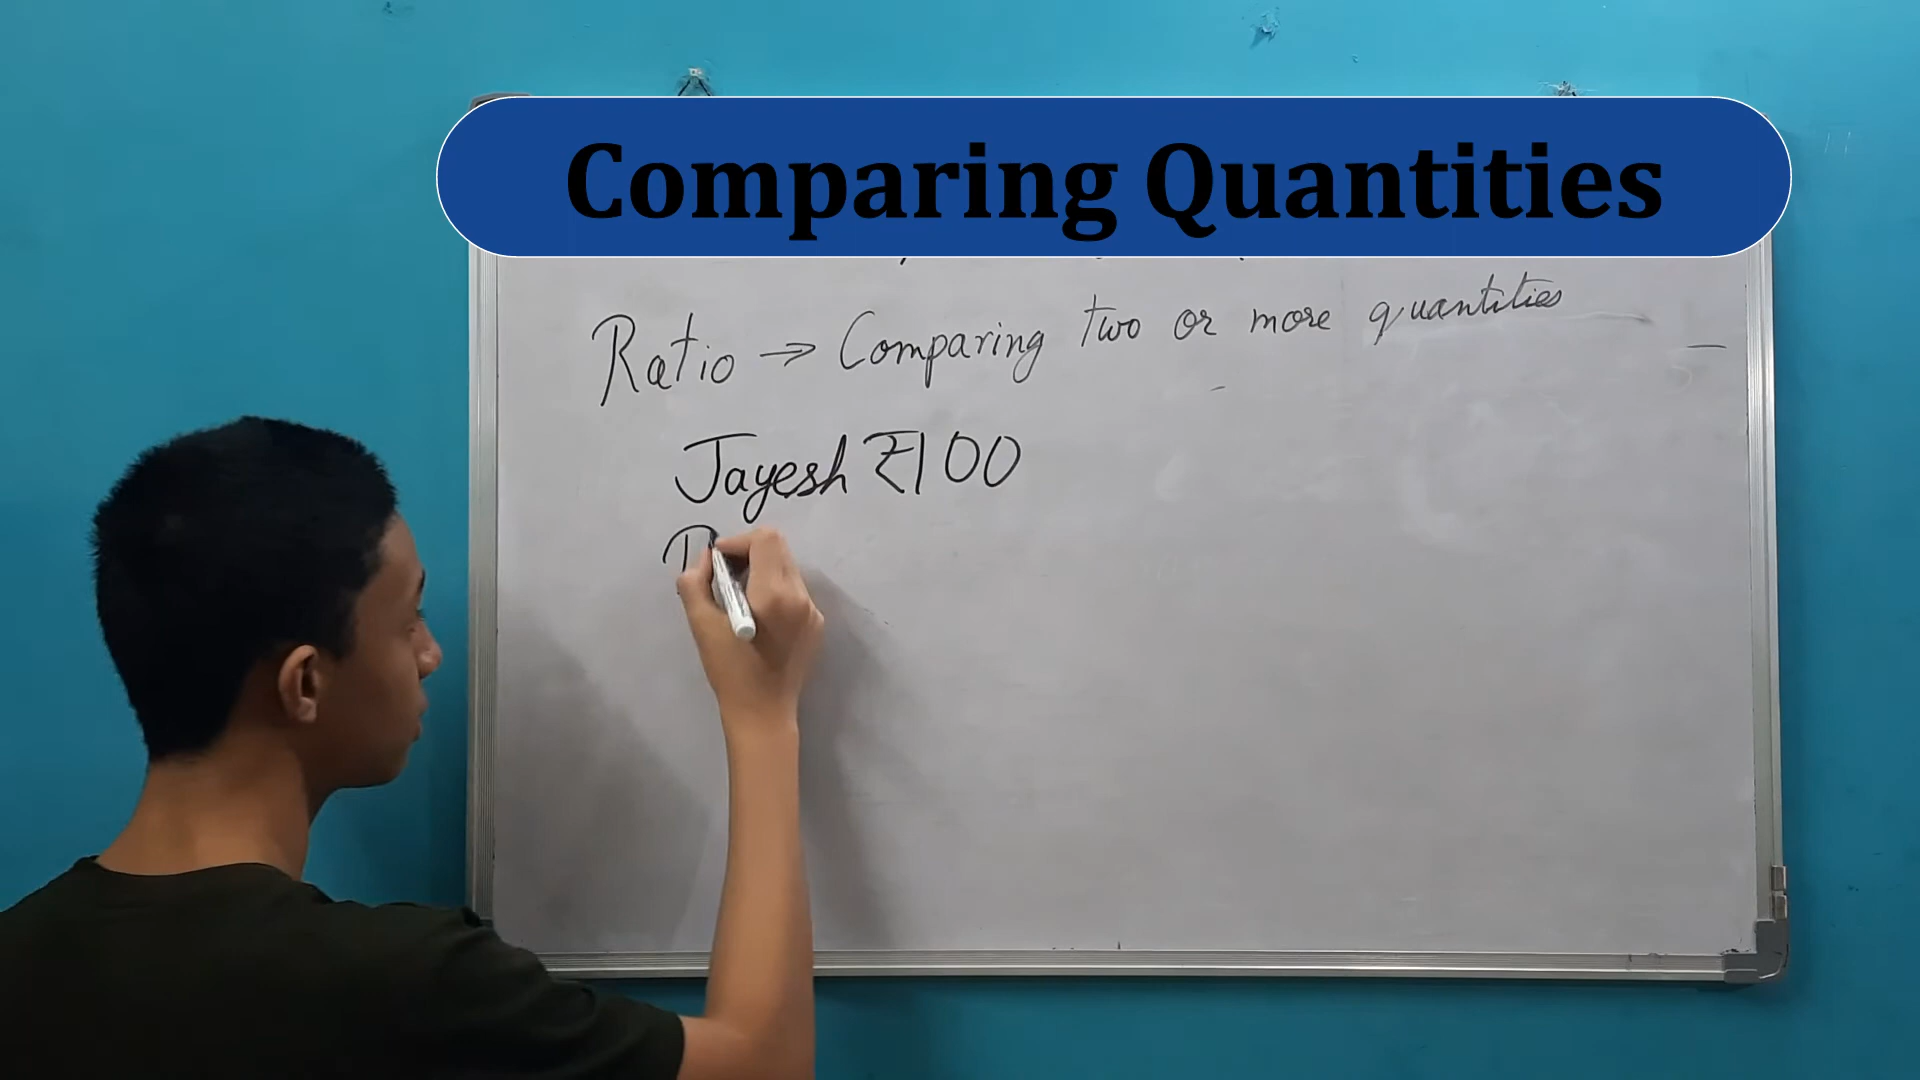 Comparing Quantities
Ratio → Comparing two or more quantities
Jayesh ₹100